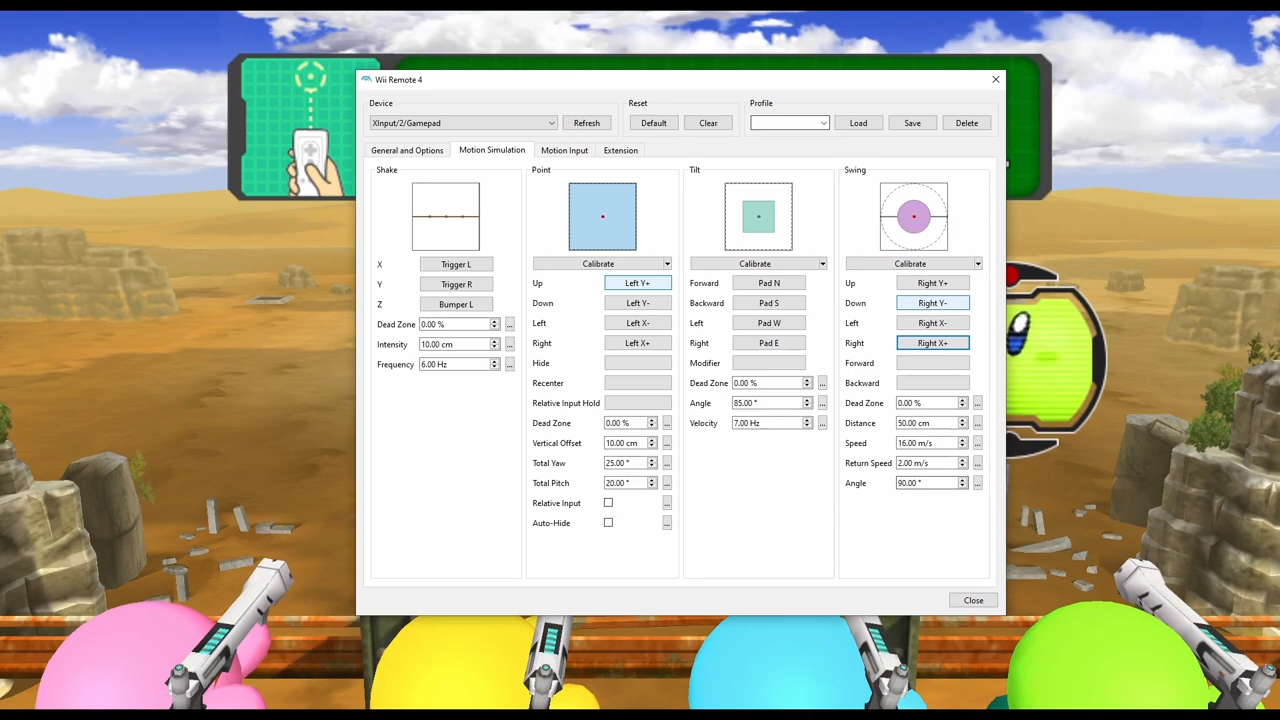 Wii Remote 4
Device
Reset
Profile
XInput/2/Gamepad
Refresh
Default
Clear
Load
Save
Delete
General and Options
Motion Simulation
Motion Input
Extension
Shake
X Trigger L
Y Trigger R
Z Bumper L
Dead Zone 0.00 % ...
Intensity 10.00 cm ...
Frequency 6.00 Hz ...
Point
Calibrate
Up Left Y+
Down Left Y-
Left Left X-
Right Left X+
Hide
Recenter
Relative Input Hold
Dead Zone 0.00 % ...
Vertical Offset 10.00 cm ...
Total Yaw 25.00 ° ...
Total Pitch 20.00 ° ...
Relative Input ...
Auto-Hide ...
Tilt
Calibrate
Forward Pad N
Backward Pad S
Left Pad W
Right Pad E
Modifier
Dead Zone 0.00 % ...
Angle 85.00 ° ...
Velocity 7.00 Hz ...
Swing
Calibrate
Up Right Y+
Down Right Y-
Left Right X-
Right Right X+
Forward
Backward
Dead Zone 0.00 % ...
Distance 50.00 cm ...
Speed 16.00 m/s ...
Return Speed 2.00 m/s ...
Angle 90.00 ° ...
Close